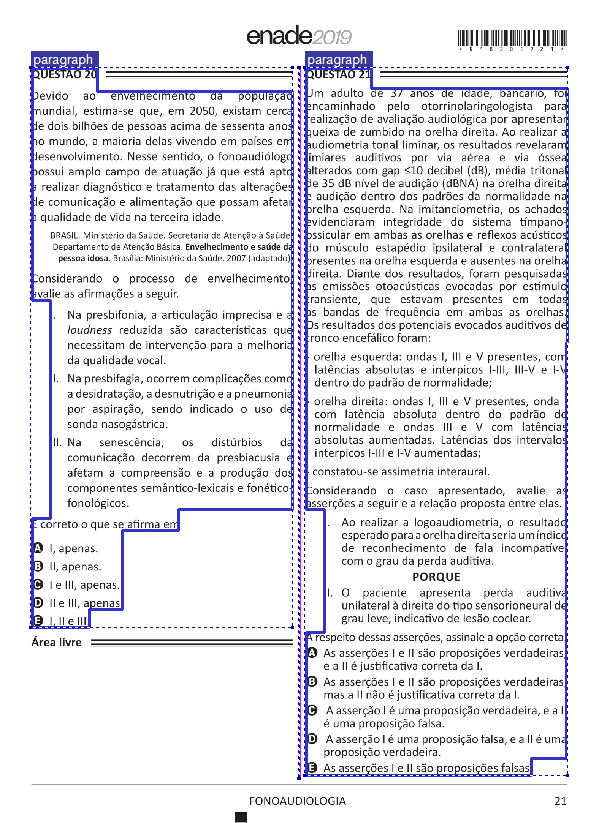 enade2019
paragraph
QUESTÃO 20
Devido ao envelhecimento da população
mundial, estima-se que, em 2050, existam cerca
de dois bilhões de pessoas acima de sessenta anos
no mundo, a maioria delas vivendo em países em
desenvolvimento. Nesse sentido, o fonoaudiólogo
possui amplo campo de atuação já que está apto
a realizar diagnóstico e tratamento das alterações
de comunicação e alimentação que possam afetar
a qualidade de vida na terceira idade.
BRASIL. Ministério da Saúde. Secretaria de Atenção à Saúde.
Departamento de Atenção Básica. Envelhecimento e saúde da
pessoa idosa. Brasília: Ministério da Saúde, 2007 (adaptado).
Considerando o processo de envelhecimento,
avalie as afirmações a seguir.
I. Na presbifonia, a articulação imprecisa e a
loudness reduzida são características que
necessitam de intervenção para a melhoria
da qualidade vocal.
II. Na presbifagia, ocorrem complicações como
a desidratação, a desnutrição e a pneumonia
por aspiração, sendo indicado o uso de
sonda nasogástrica.
III. Na senescência, os distúrbios da
comunicação decorrem da presbiacusia e
afetam a compreensão e a produção dos
componentes semântico-lexicais e fonético-
fonológicos.
É correto o que se afirma em
A I, apenas.
B II, apenas.
C I e III, apenas.
D II e III, apenas.
E I, II e III.
Área livre
paragraph
QUESTÃO 21
Um adulto de 37 anos de idade, bancário, foi
encaminhado pelo otorrinolaringologista para
realização de avaliação audiológica por apresentar
queixa de zumbido na orelha direita. Ao realizar a
audiometria tonal liminar, os resultados revelaram
limiares auditivos por via aérea e via óssea
alterados com gap ≤10 decibel (dB), média tritonal
de 35 dB nível de audição (dBNA) na orelha direita
e audição dentro dos padrões da normalidade na
orelha esquerda. Na imitanciometria, os achados
evidenciaram integridade do sistema tímpano-
ossicular em ambas as orelhas e reflexos acústicos
do músculo estapédio ipsilateral e contralateral
presentes na orelha esquerda e ausentes na orelha
direita. Diante dos resultados, foram pesquisadas
as emissões otoacústicas evocadas por estímulo
transiente, que estavam presentes em todas
as bandas de frequência em ambas as orelhas.
Os resultados dos potenciais evocados auditivos de
tronco encefálico foram:
- orelha esquerda: ondas I, III e V presentes, com
latências absolutas e interpicos I-III, III-V e I-V
dentro do padrão de normalidade;
- orelha direita: ondas I, III e V presentes, onda I
com latência absoluta dentro do padrão de
normalidade e ondas III e V com latências
absolutas aumentadas. Latências dos intervalos
interpicos I-III e I-V aumentadas;
- constatou-se assimetria interaural.
Considerando o caso apresentado, avalie as
asserções a seguir e a relação proposta entre elas.
I. Ao realizar a logoaudiometria, o resultado
esperado para a orelha direita seria um índice
de reconhecimento de fala incompatível
com o grau da perda auditiva.
PORQUE
II. O paciente apresenta perda auditiva
unilateral à direita do tipo sensorioneural de
grau leve, indicativo de lesão coclear.
A respeito dessas asserções, assinale a opção correta.
A As asserções I e II são proposições verdadeiras,
e a II é justificativa correta da I.
B As asserções I e II são proposições verdadeiras,
mas a II não é justificativa correta da I.
C A asserção I é uma proposição verdadeira, e a II
é uma proposição falsa.
D A asserção I é uma proposição falsa, e a II é uma
proposição verdadeira.
E As asserções I e II são proposições falsas.
FONOAUDIOLOGIA
21